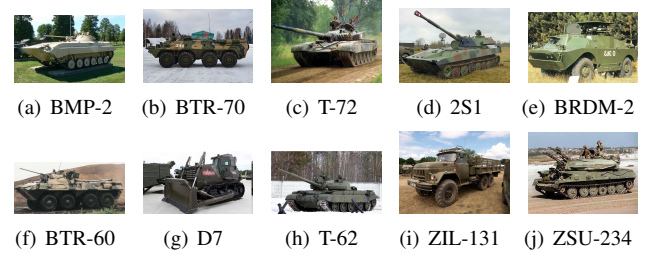 (a) BMP-2
(b) BTR-70
(c) T-72
(d) 2S1
(e) BRDM-2
(f) BTR-60
(g) D7
(h) T-62
(i) ZIL-131
(j) ZSU-234